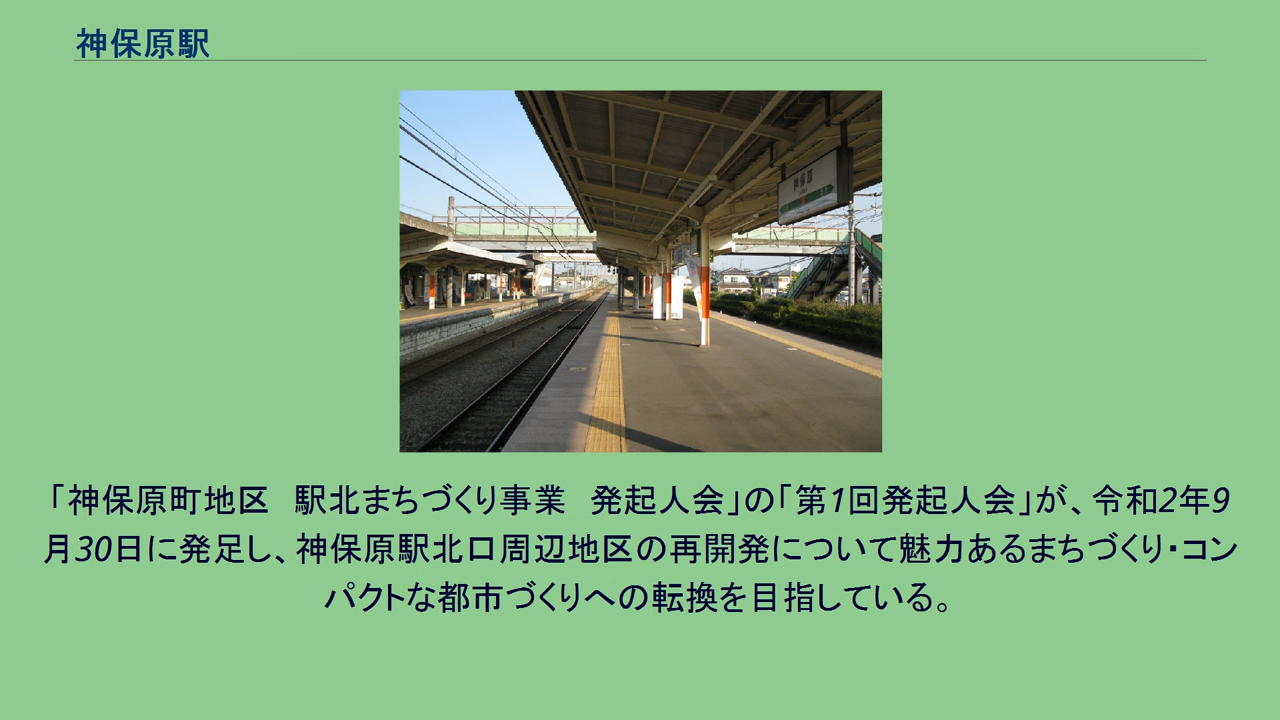 神保原駅
神保原
「神保原町地区　駅北まちづくり事業　発起人会」の「第1回発起人会」が、令和2年9
月30日に発足し、神保原駅北口周辺地区の再開発について魅力あるまちづくり・コン
パクトな都市づくりへの転換を目指している。